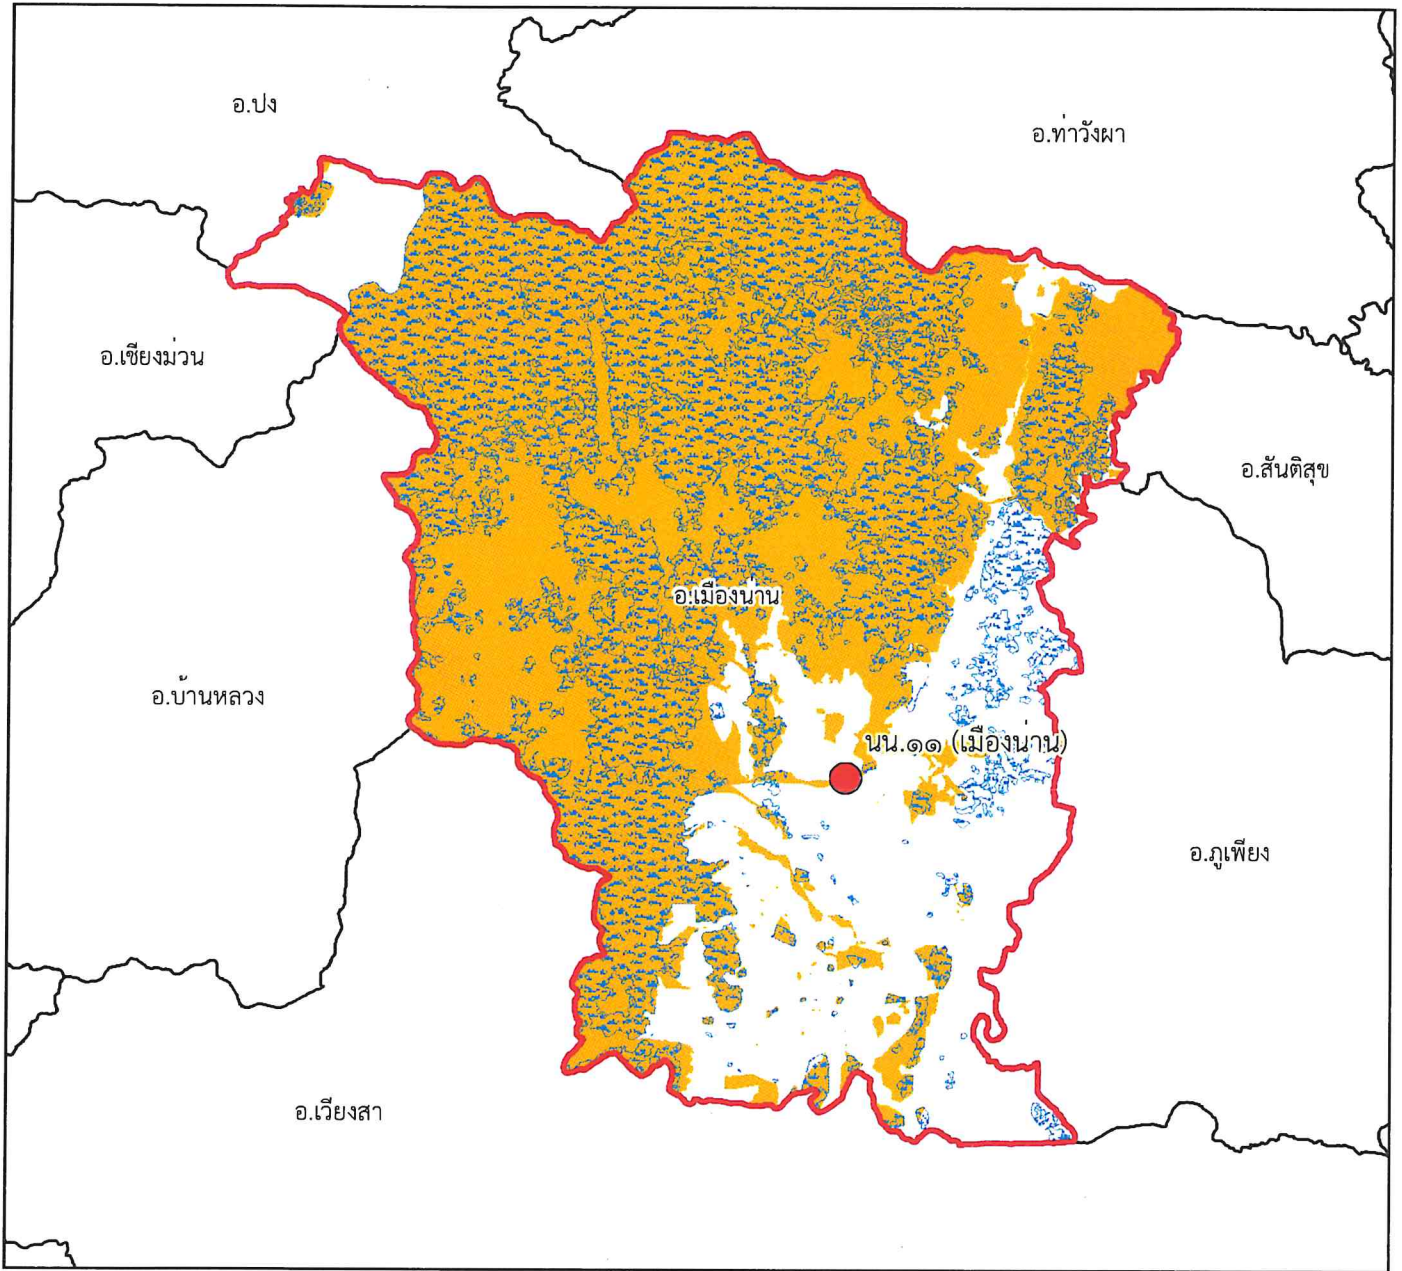 อ.ปง
อ.ท่าวังผา
อ.เชียงม่วน
อ.สันติสุข
อ.เมืองน่าน
อ.บ้านหลวง
นน.๑๑ (เมืองน่าน)
อ.ภูเพียง
อ.เวียงสา